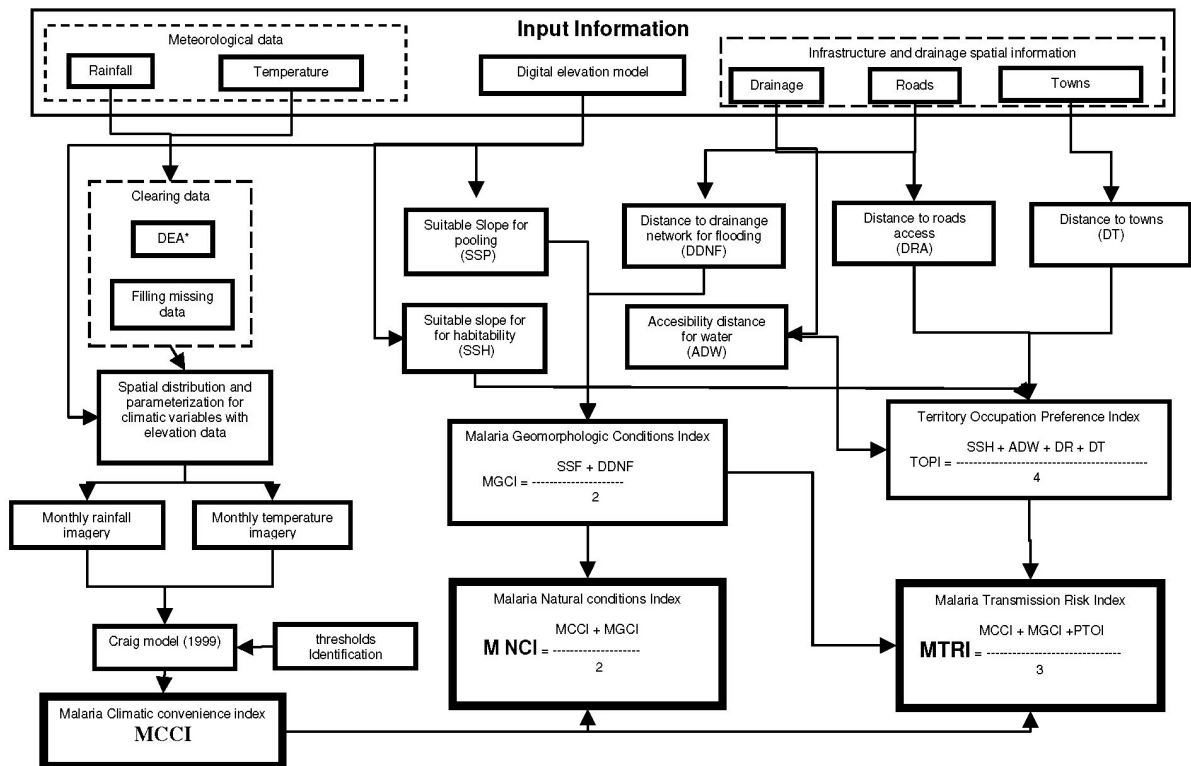 Input Information
Meteorological data
Rainfall
Temperature
Digital elevation model
Infrastructure and drainage spatial information
Drainage
Roads
Towns
Clearing data
DEA*
Filling missing
data
Suitable Slope for
pooling
(SSP)
Distance to drainange
network for flooding
(DDNF)
Distance to roads
access
(DRA)
Distance to towns
(DT)
Suitable slope for
for habitability
(SSH)
Accesibility distance
for water
(ADW)
Spatial distribution and
parameterization for
climatic variables with
elevation data
Malaria Geomorphologic Conditions Index
SSF + DDNF
MGCI = ----------------------
2
Territory Occupation Preference Index
SSH + ADW + DR + DT
TOPI = ----------------------------------------------
4
Monthly rainfall
imagery
Monthly temperature
imagery
Malaria Natural conditions Index
MCCI + MGCI
M NCI = ---------------------
2
Malaria Transmission Risk Index
MCCI + MGCI +PTOI
MTRI = ---------------------------------
3
Craig model (1999)
thresholds
Identification
Malaria Climatic convenience index
MCCI